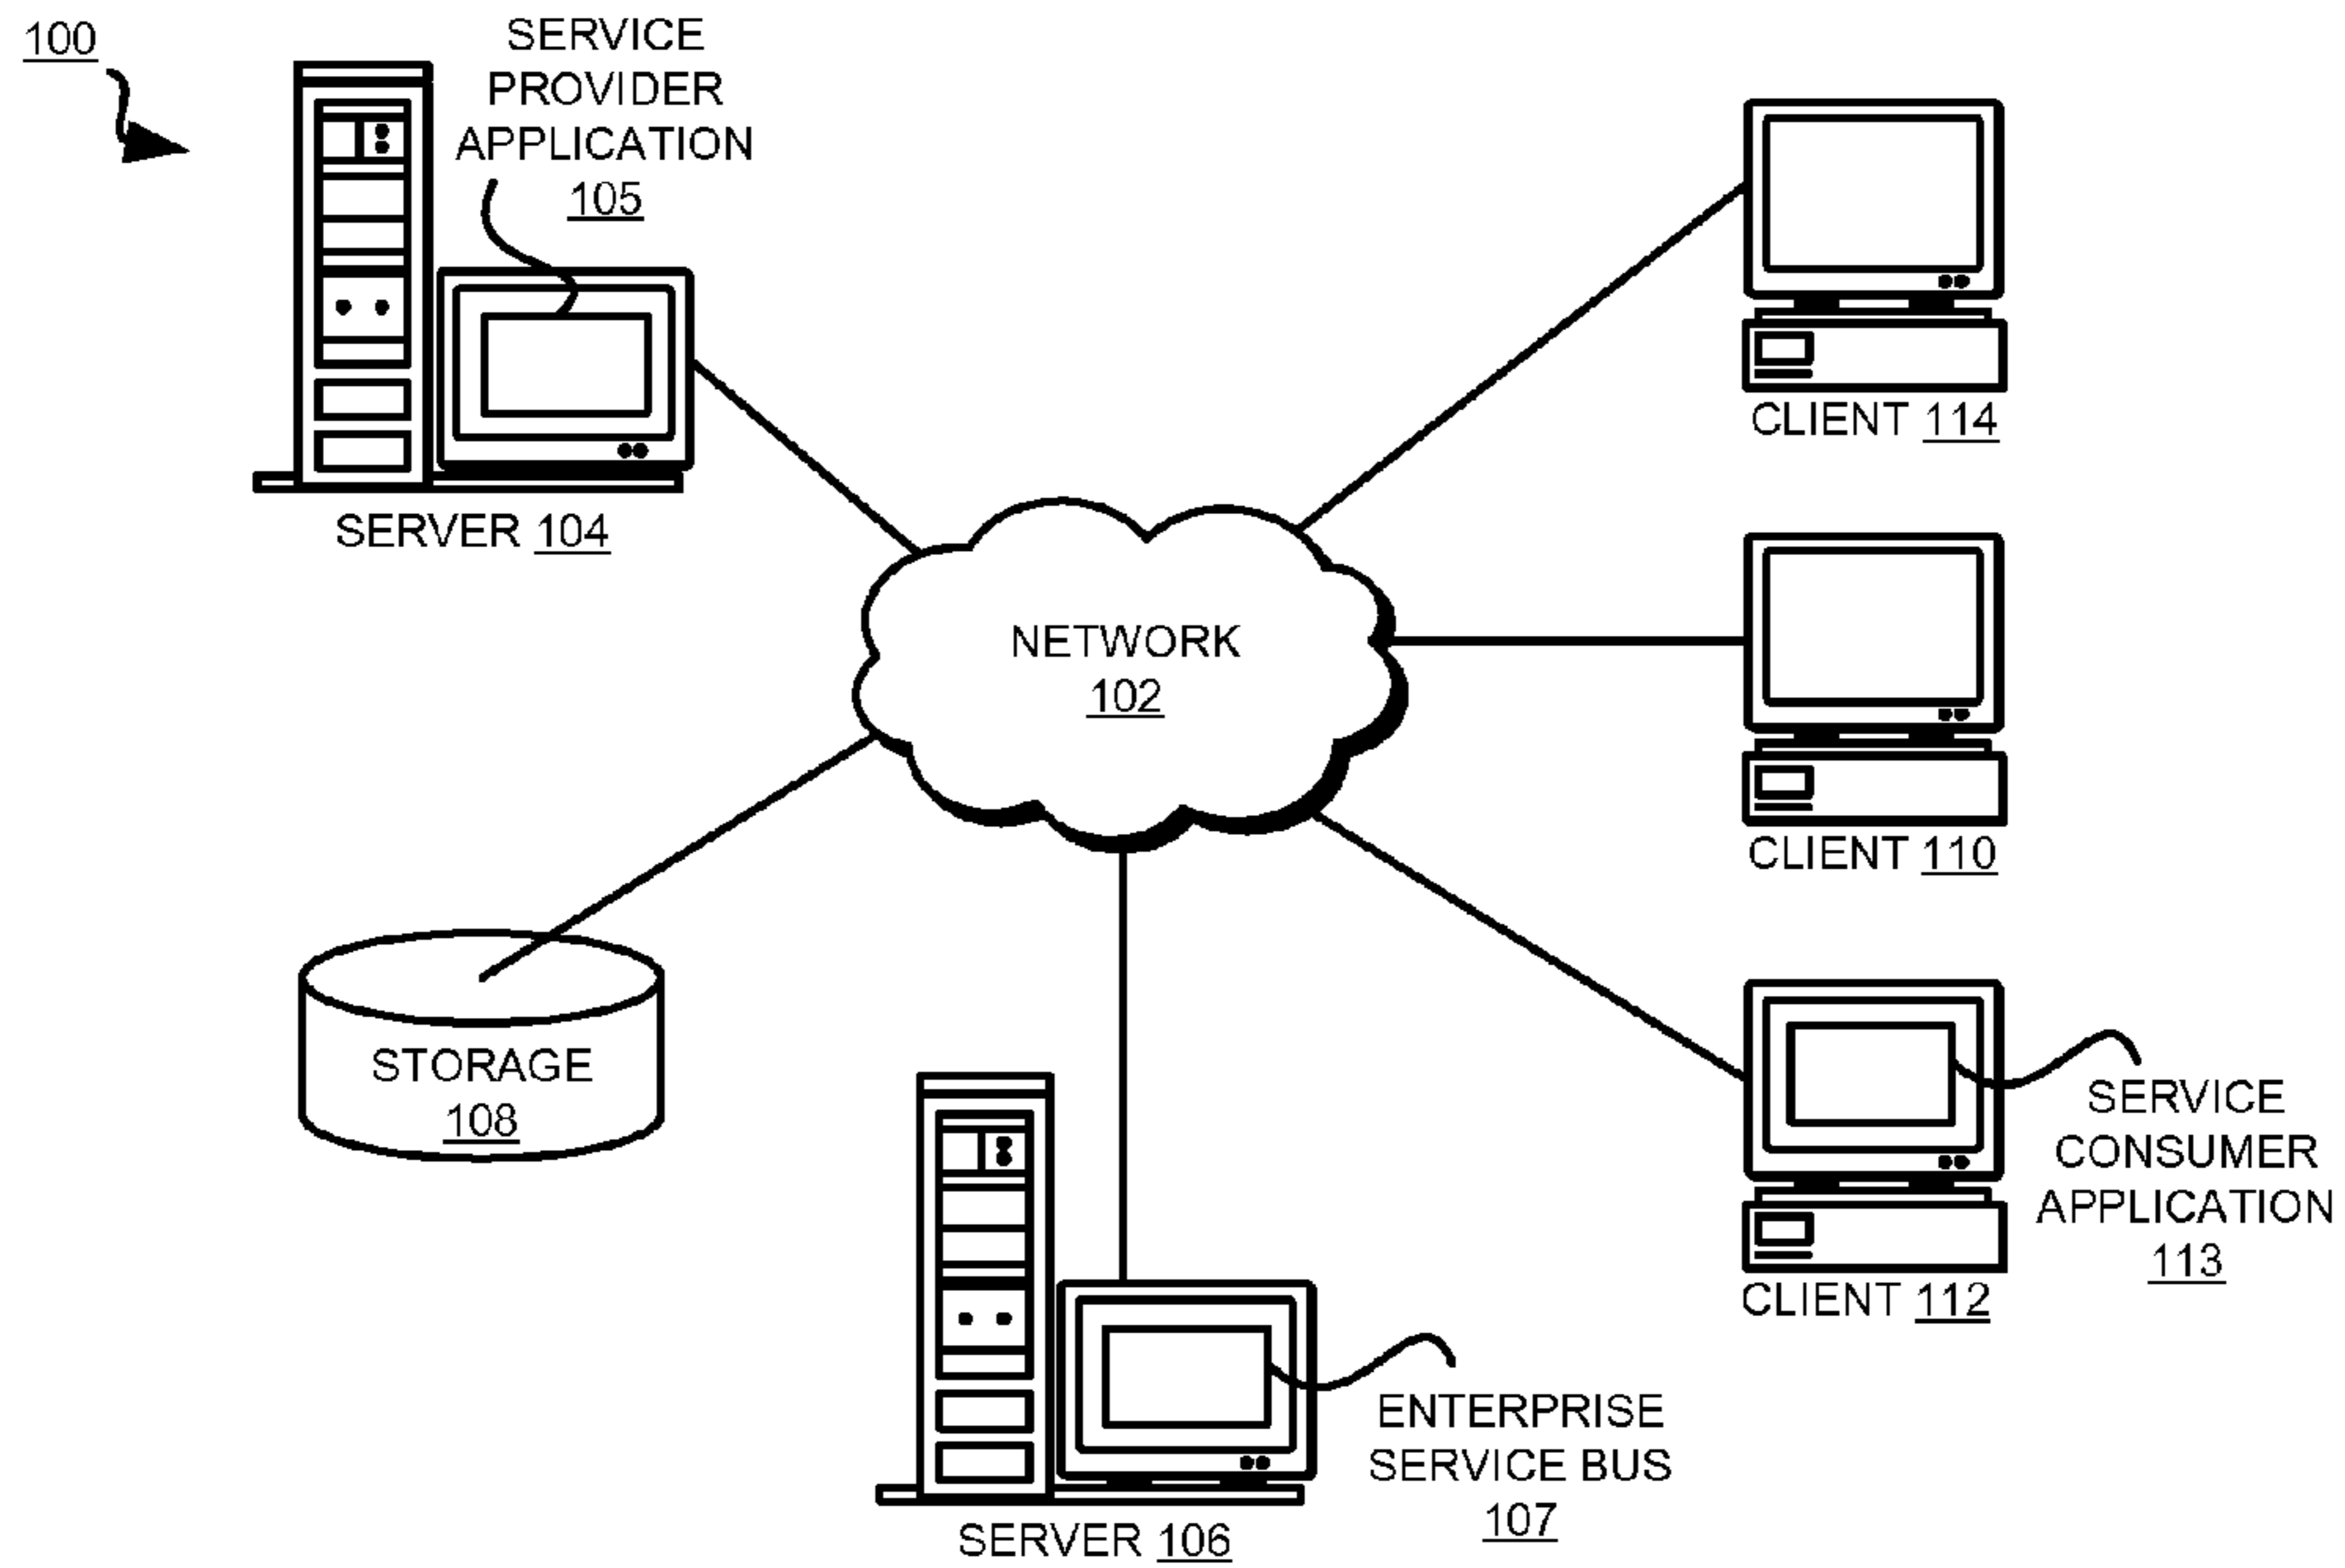 100
SERVICE
PROVIDER
APPLICATION
105
SERVER 104
CLIENT 114
NETWORK
102
CLIENT 110
STORAGE
108
SERVICE
CONSUMER
APPLICATION
113
CLIENT 112
ENTERPRISE
SERVICE BUS
107
SERVER 106